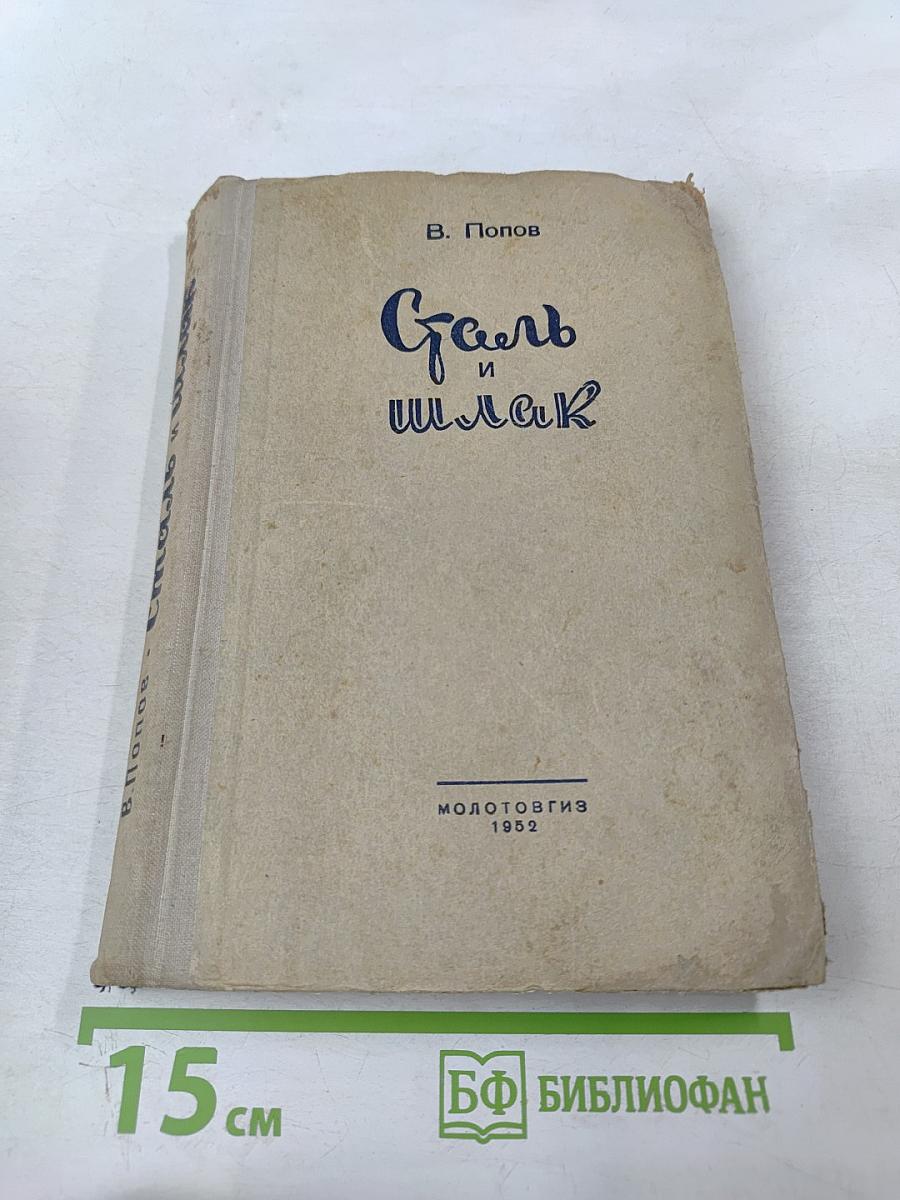 В. Попов
Сталь
и
шлак
МОЛОТОВГИЗ
1952
В. Попов • Сталь и шлак
15 см
БФ БИБЛИОФАН